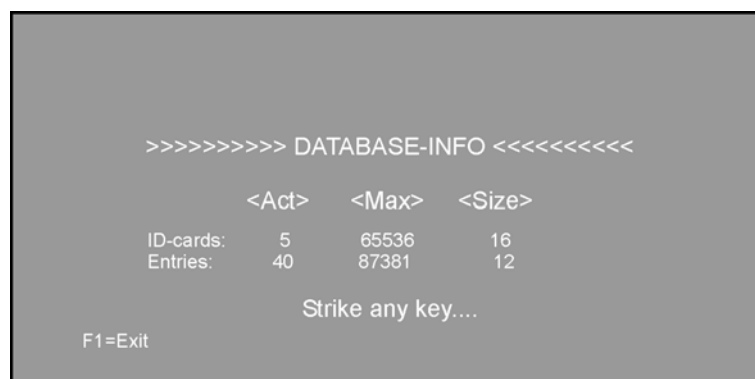 >>>>>>>>>> DATABASE-INFO <<<<<<<<<<
<Act> <Max> <Size>
ID-cards: 5 65536 16
Entries: 40 87381 12
Strike any key....
F1=Exit